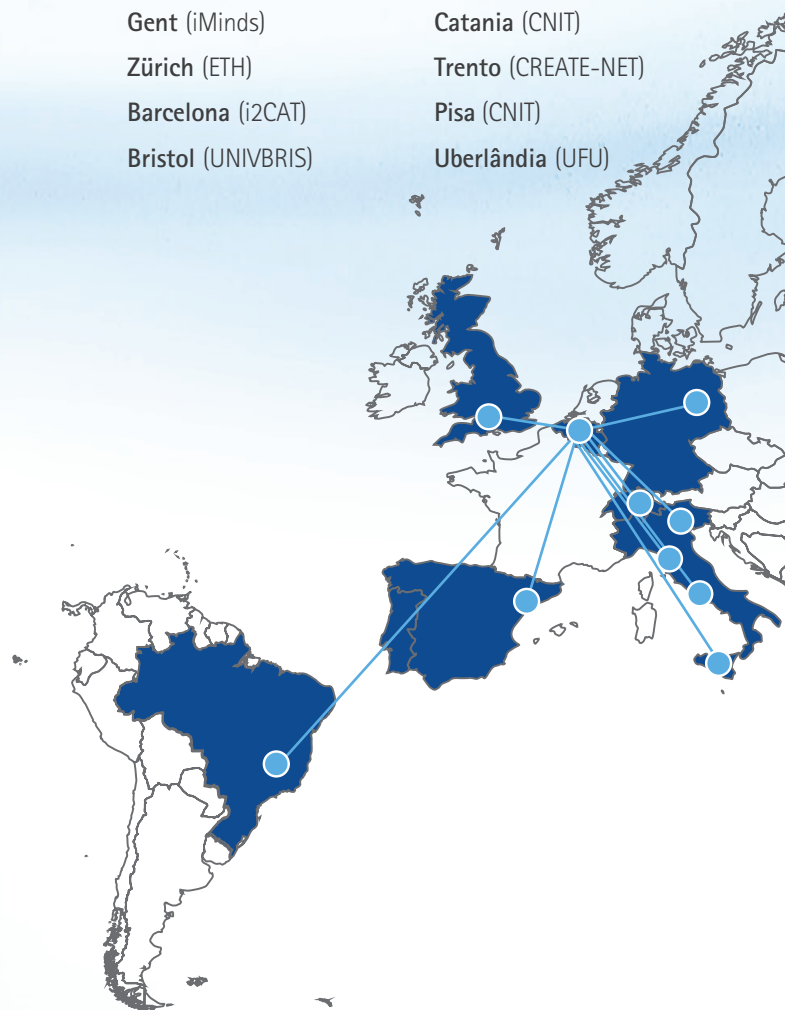 Gent (iMinds)
Zürich (ETH)
Barcelona (i2CAT)
Bristol (UNIVBRIS)
Catania (CNIT)
Trento (CREATE-NET)
Pisa (CNIT)
Uberlândia (UFU)